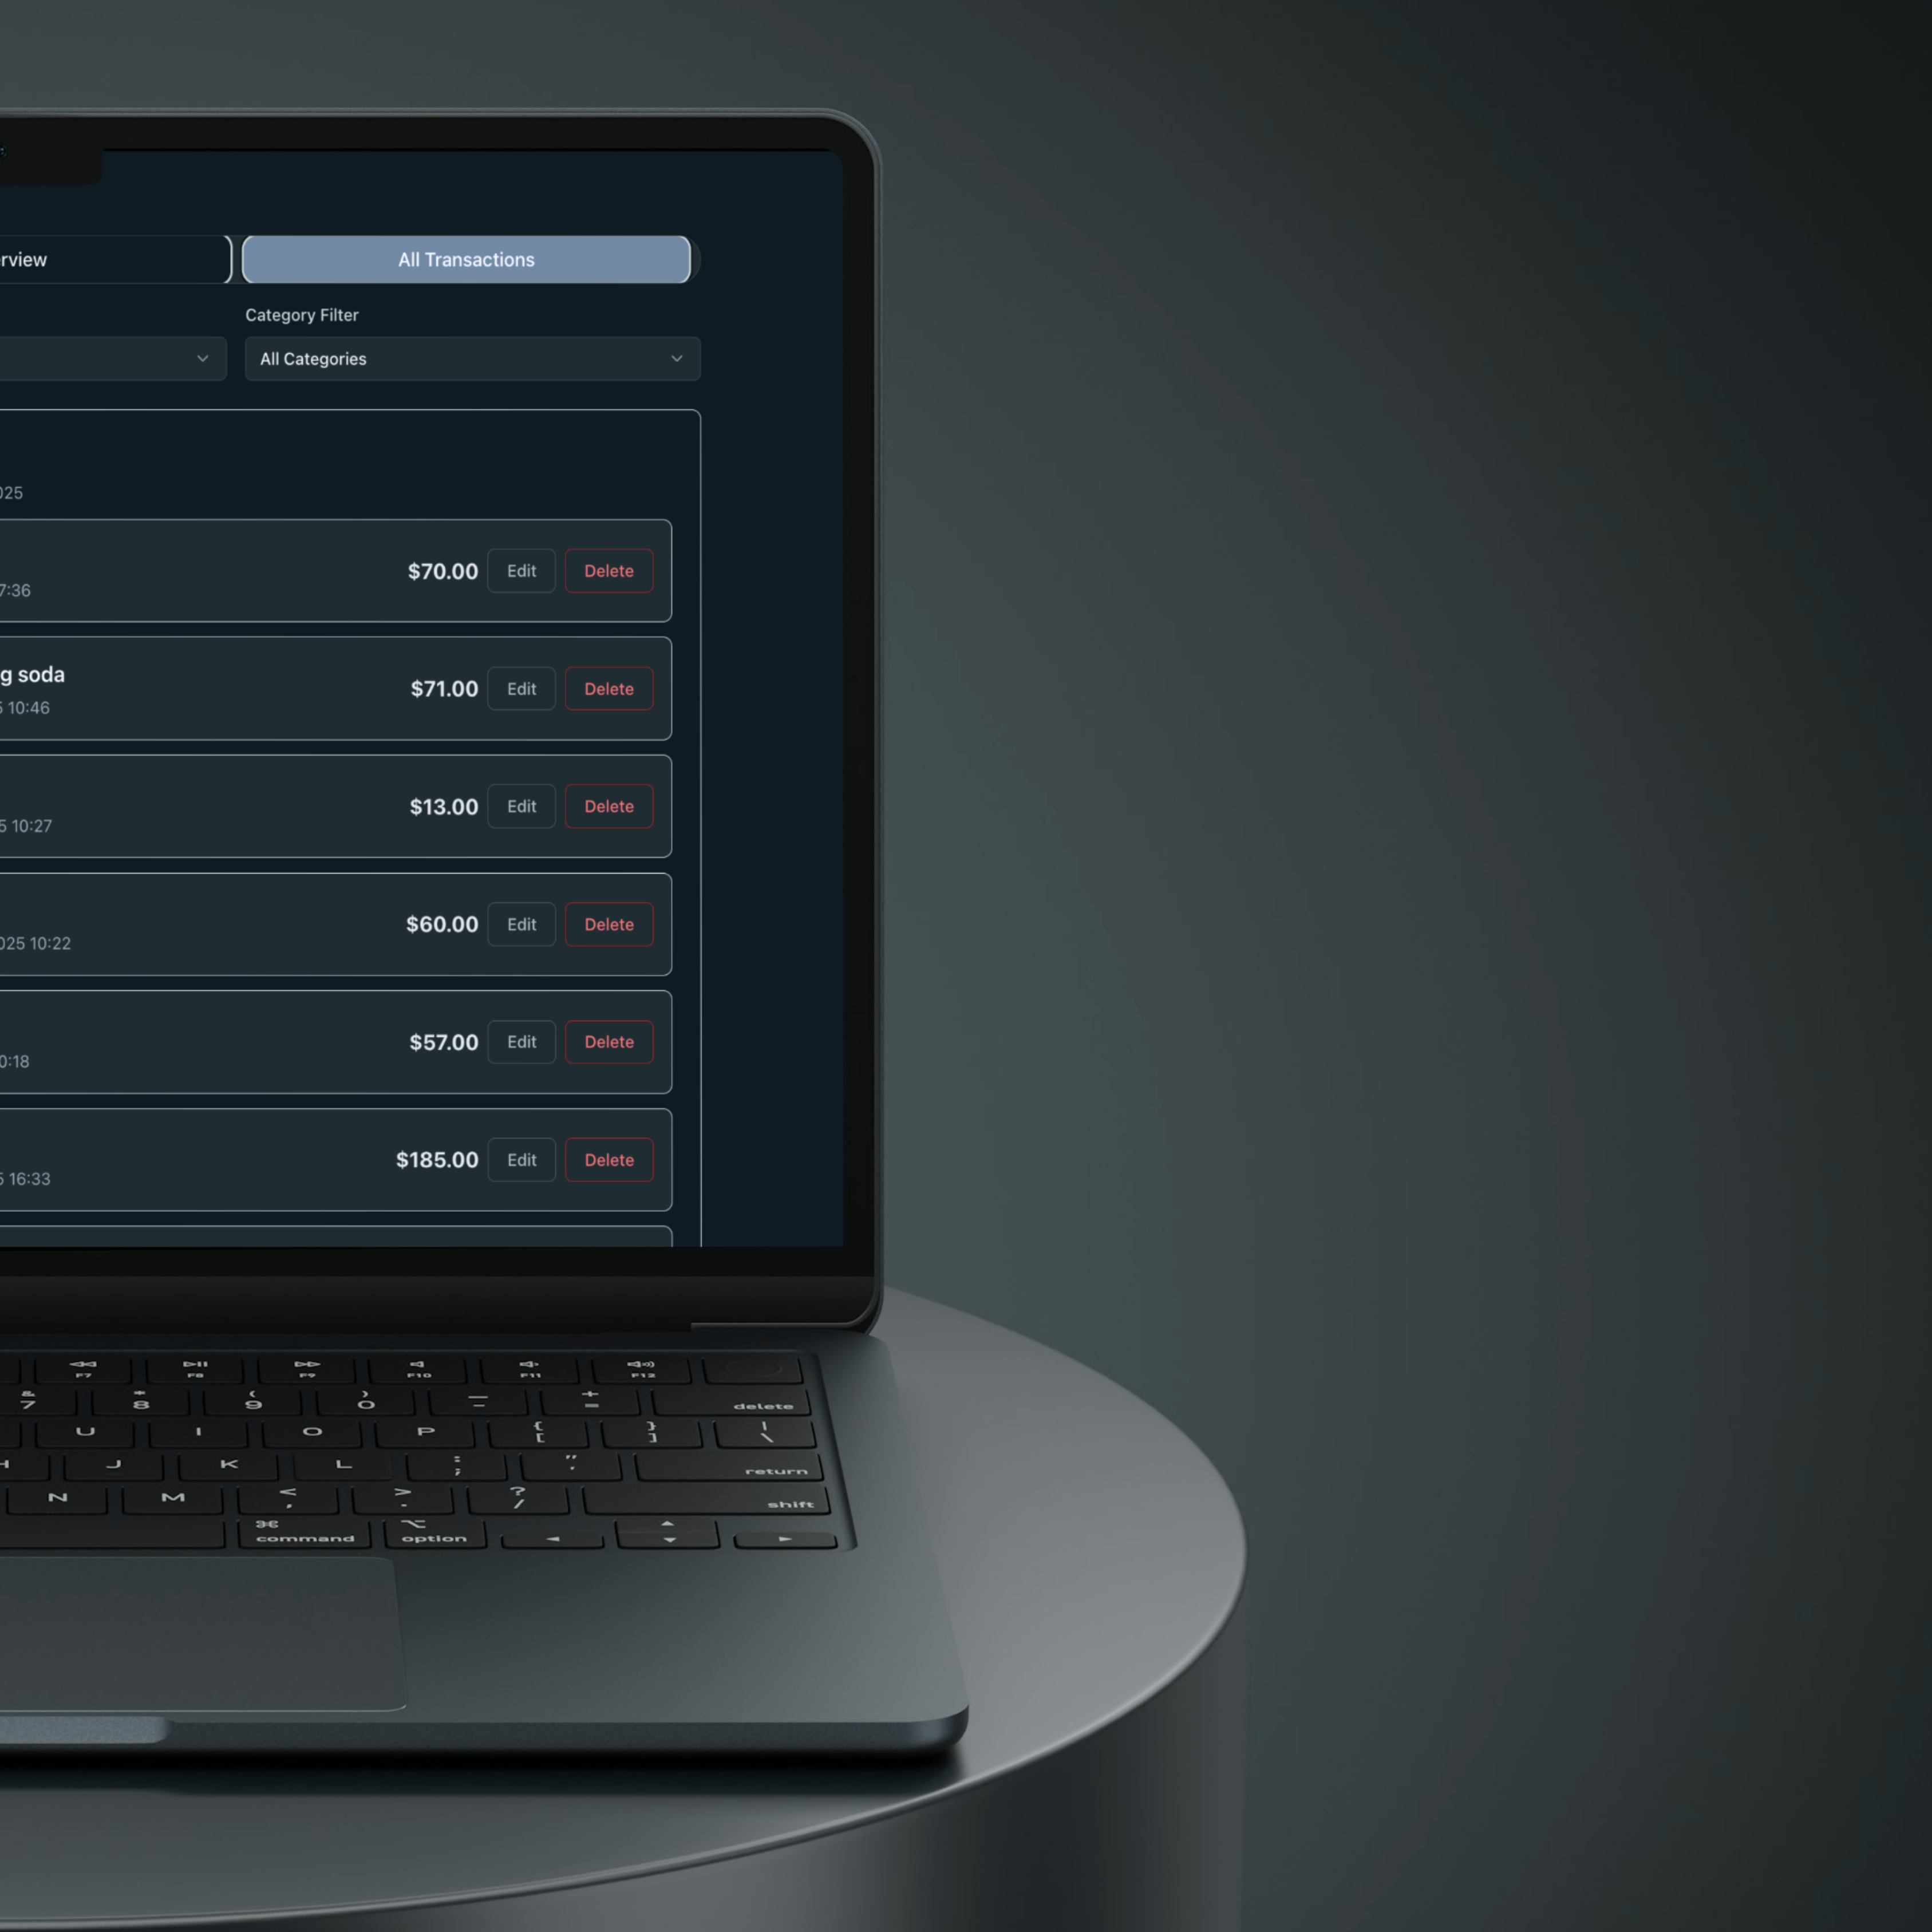 rview
All Transactions
Category Filter
All Categories
025
$70.00 Edit Delete
7:36
g soda
$71.00 Edit Delete
5 10:46
$13.00 Edit Delete
5 10:27
$60.00 Edit Delete
025 10:22
$57.00 Edit Delete
0:18
$185.00 Edit Delete
5 16:33
F7 F8 F9 F10 F11 F12
& * ( ) — +
7 8 9 0 - = delete
U I O P { [ } ] | \
H J K L : ; " ' return
N M < , > . ? / shift
⌘ ⌥
command option